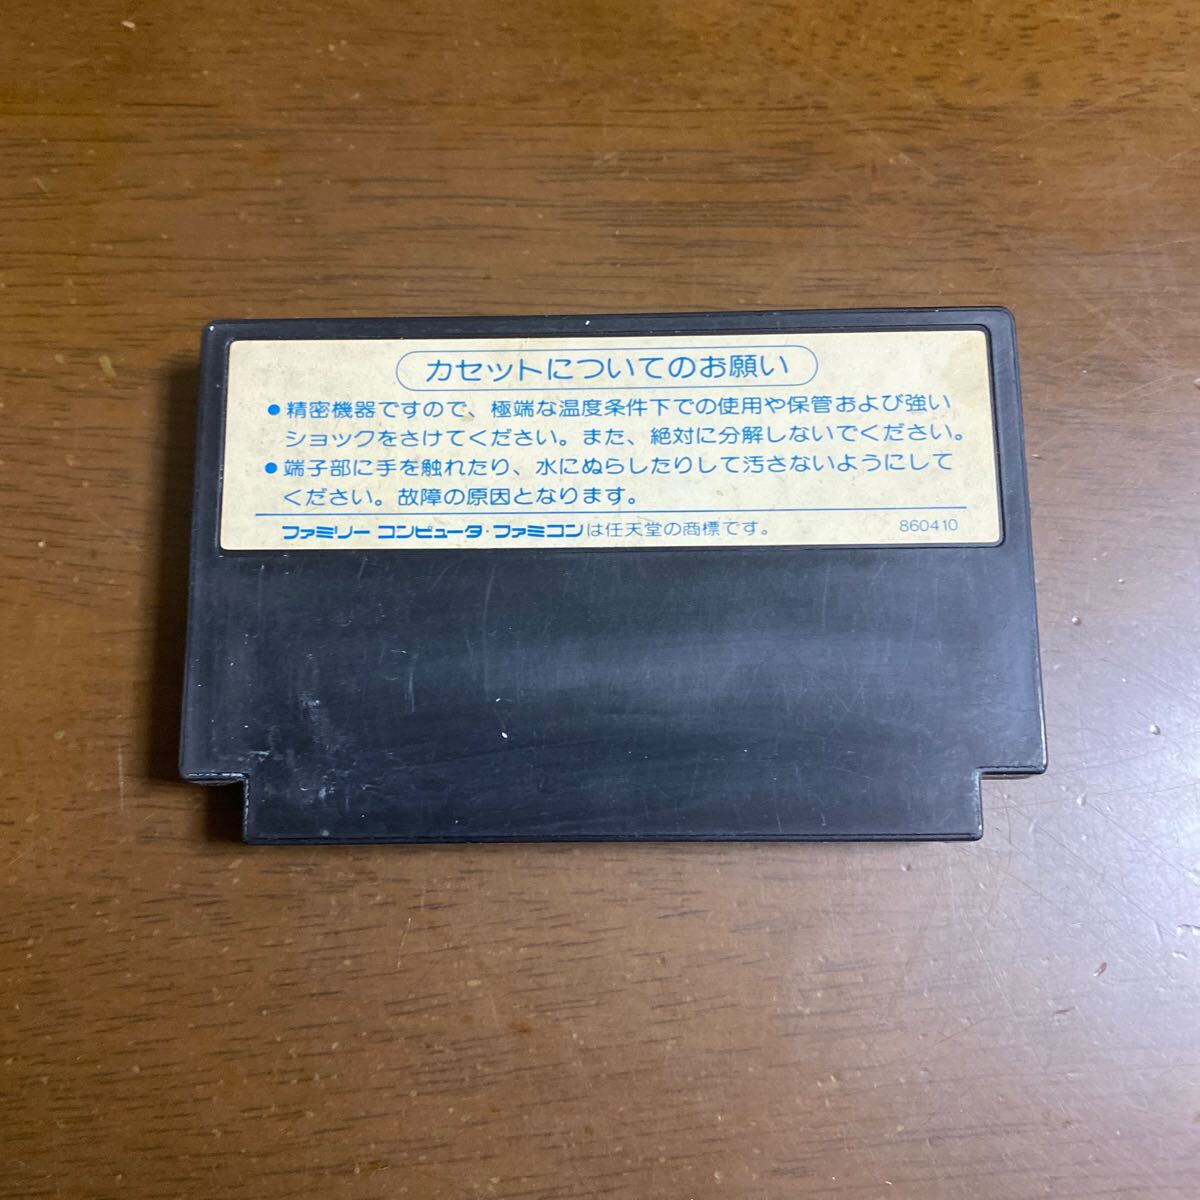 カセットについてのお願い
●精密機器ですので、極端な温度条件下での使用や保管および強い
ショックをさけてください。また、絶対に分解しないでください。
●端子部に手を触れたり、水にぬらしたりして汚さないようにして
ください。故障の原因となります。
ファミリー コンピュータ・ファミコンは任天堂の商標です。 860410